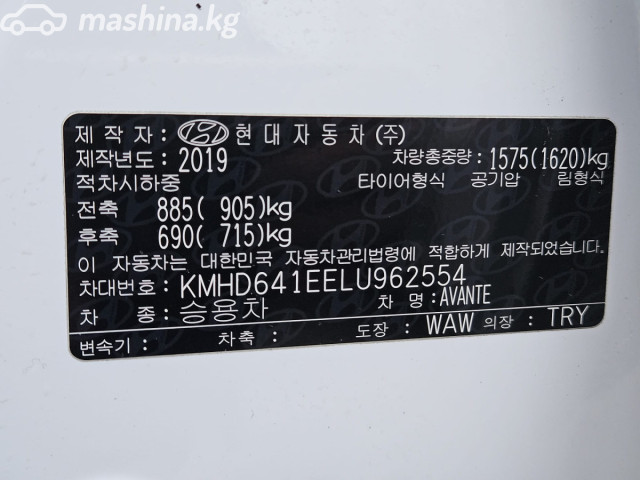 mashina.kg
제 작 자 : 현대자동차(주)
제작년도 : 2019 차량총중량 : 1575(1620)kg
적차시하중 타이어형식 공기압 림형식
전축 885( 905)kg
후축 690( 715)kg
이 자동차는 대한민국 자동차관리법령에 적합하게 제작되었음.
차대번호 : KMHD641EELU962554
차 종 : 승용차 차 명 : AVANTE
변속기 : 차축 : 도장 : WAW 의장 : TRY